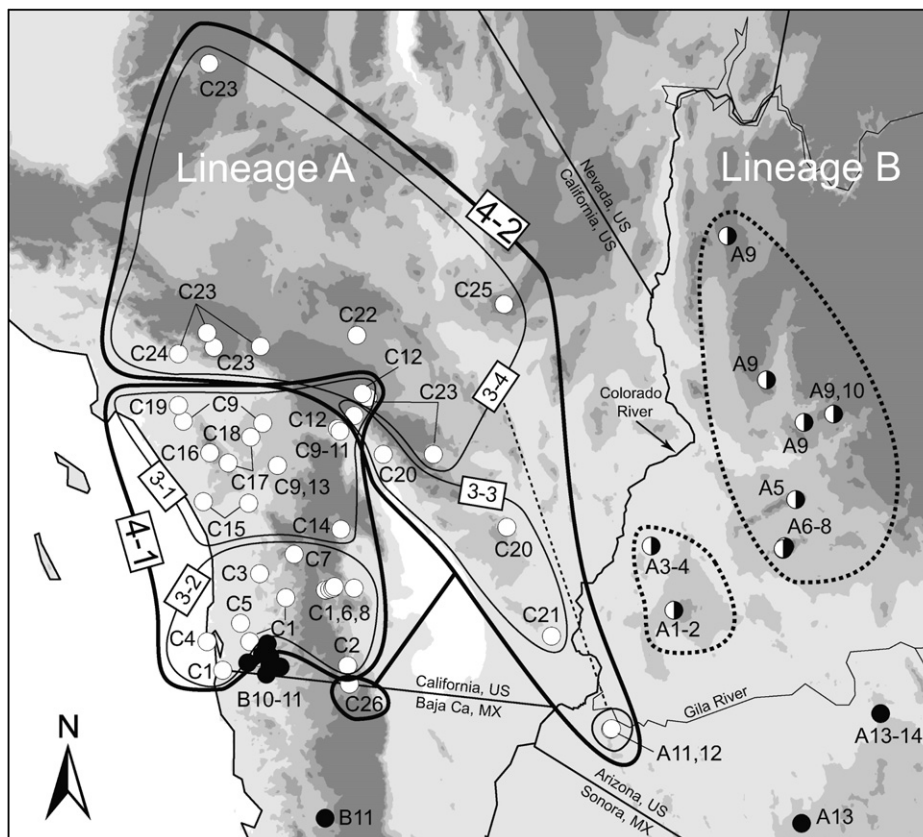 C23
Lineage A
Lineage B
Nevada, US
California, US
4-2
A9
C23
C25
C22
C24
C23
C12
3-4
A9
Colorado
River
A9,10
C19
C9
C12
C23
C18
C9-11
A9
C16
C20
C17
C9,13
3-1
3-3
A5
C15
C14
C20
A6-8
4-1
C7
A3-4
3-2
C3
C1,6,8
C5
A1-2
C4
C1
C21
C2
C1
California, US
Baja Ca, MX
B10-11
C26
Gila River
A13-14
N
A11,12
Arizona, US
Sonora, MX
B11
A13